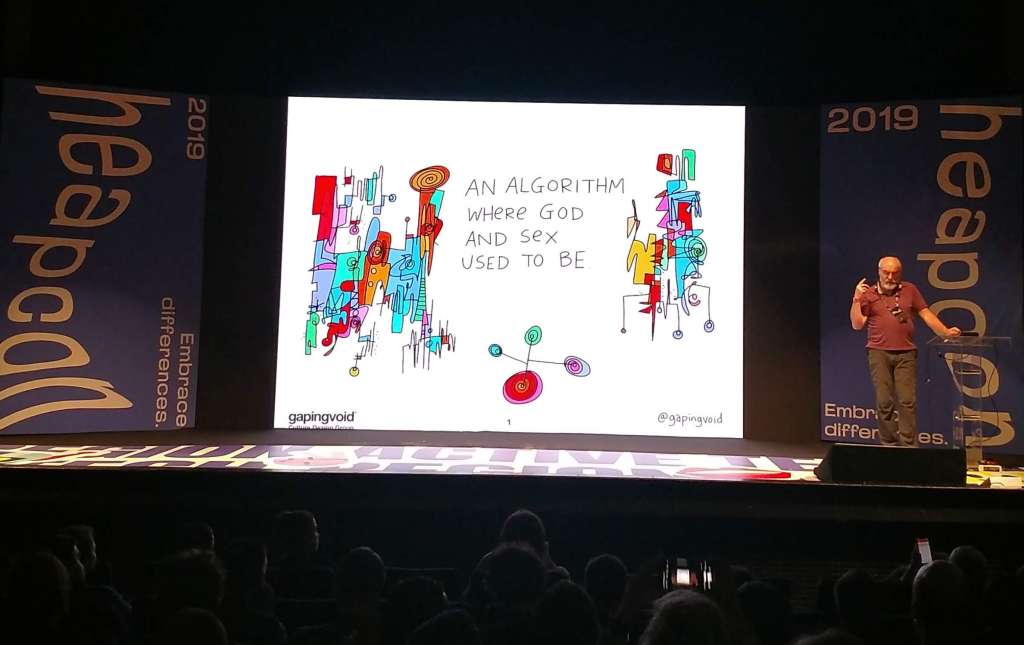 heapcon
2019
Embrace
differences.
AN ALGORITHM
WHERE GOD
AND SEX
USED TO BE.
gapingvoid
Culture Design Group
1
@gapingvoid
2019
heapcon
Embrace
differences.